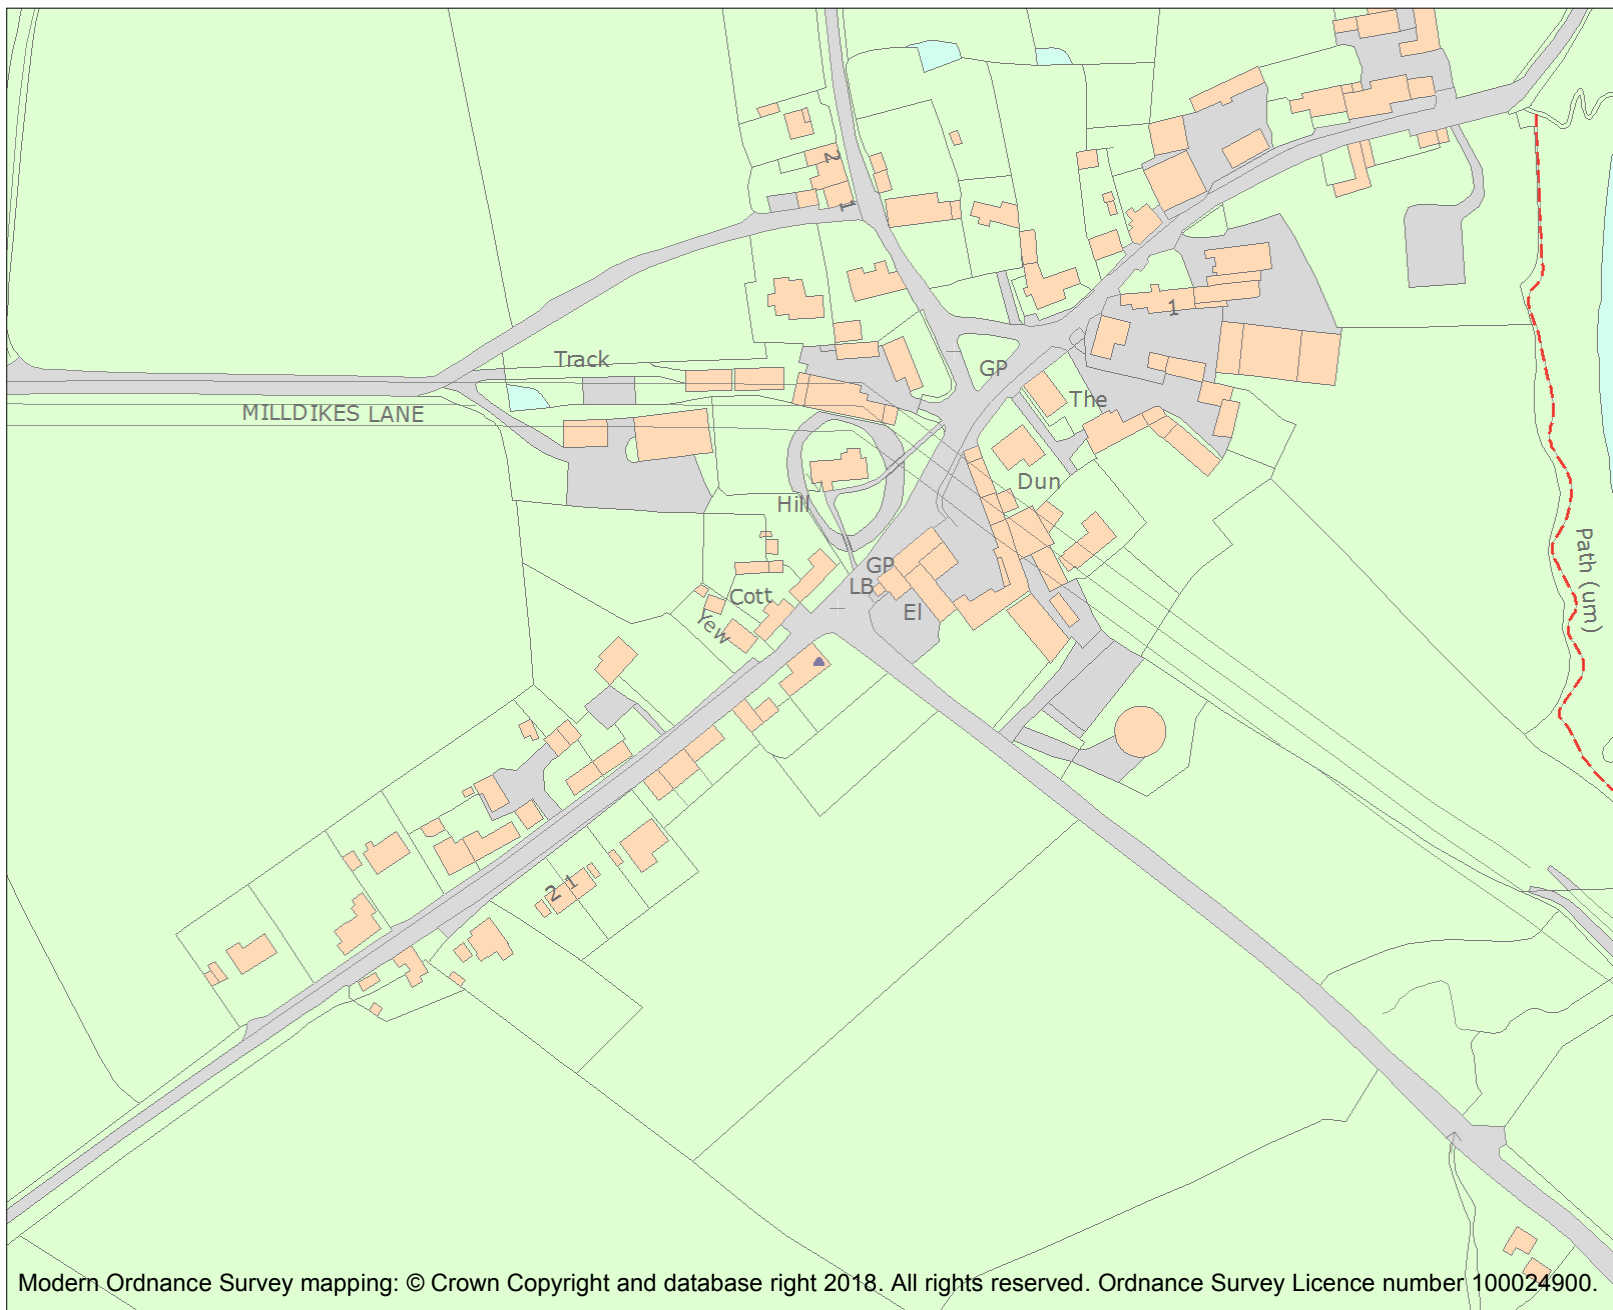 2
1
1
Track
GP
The
MILLDIKES LANE
Dun
Hill
Path (um)
GP
LB
Cott
El
Yew
2 1
Modern Ordnance Survey mapping: © Crown Copyright and database right 2018. All rights reserved. Ordnance Survey Licence number 100024900.